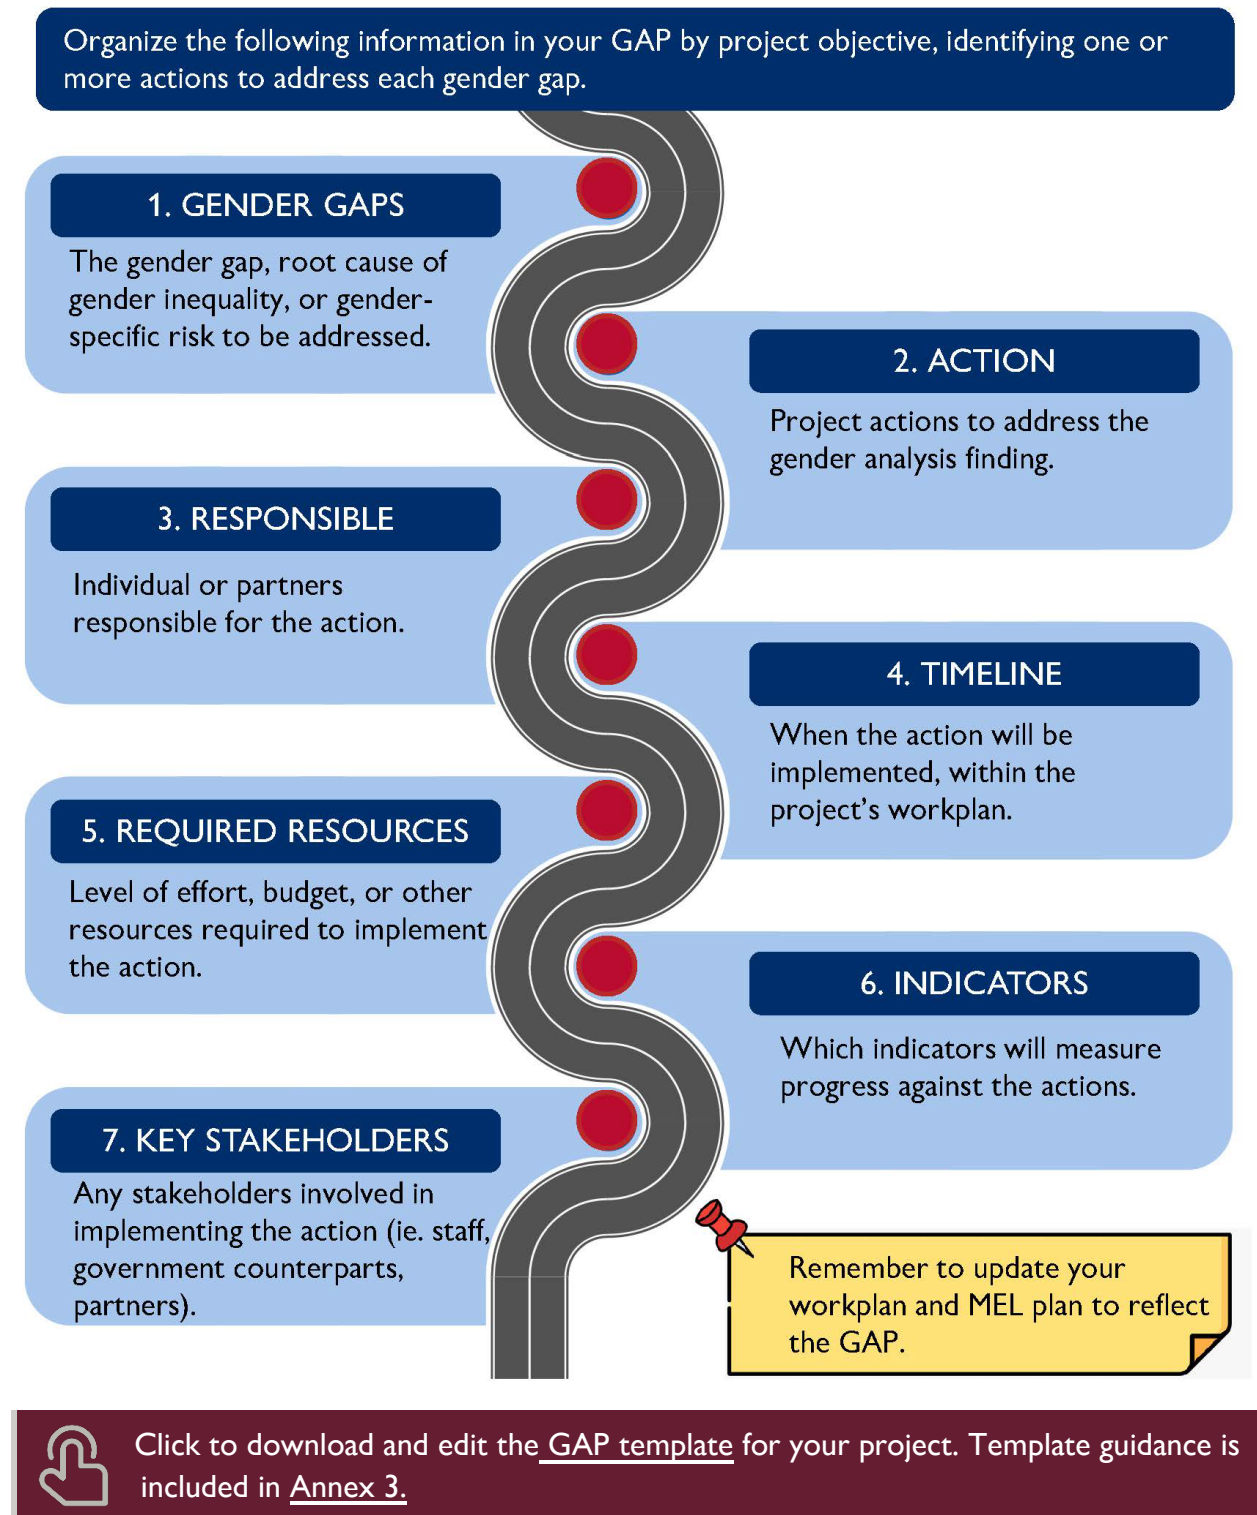 Organize the following information in your GAP by project objective, identifying one or
more actions to address each gender gap.
1. GENDER GAPS
The gender gap, root cause of
gender inequality, or gender-
specific risk to be addressed.
2. ACTION
Project actions to address the
gender analysis finding.
3. RESPONSIBLE
Individual or partners
responsible for the action.
4. TIMELINE
When the action will be
implemented, within the
project's workplan.
5. REQUIRED RESOURCES
Level of effort, budget, or other
resources required to implement
the action.
6. INDICATORS
Which indicators will measure
progress against the actions.
7. KEY STAKEHOLDERS
Any stakeholders involved in
implementing the action (ie. staff,
government counterparts,
partners).
Remember to update your
workplan and MEL plan to reflect
the GAP.
Click to download and edit the GAP template for your project. Template guidance is
included in Annex 3.